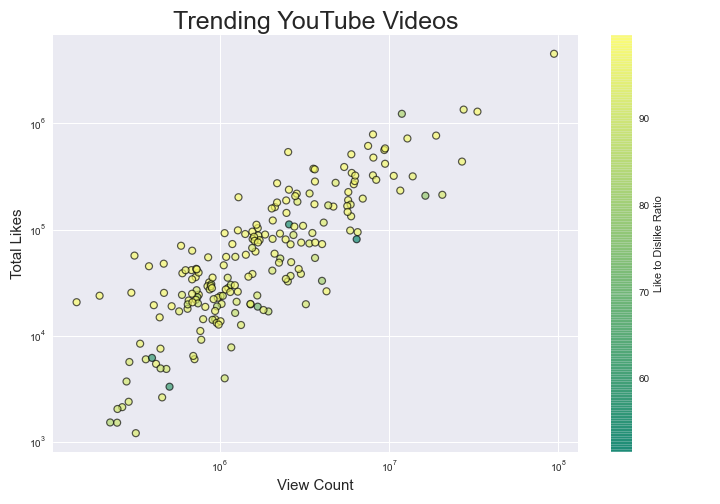 Trending YouTube Videos
Total Likes
10⁶
10⁵
10⁴
10³
10⁶
10⁷
10⁸
View Count
90
80
70
60
Like to Dislike Ratio